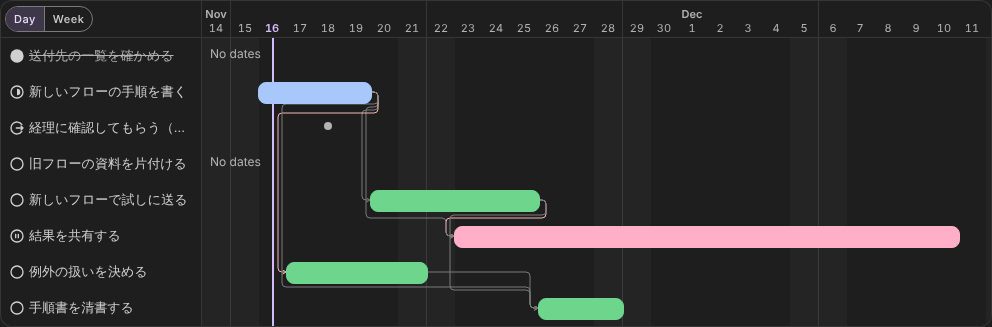 Day Week
Nov Dec
14 15 16 17 18 19 20 21 22 23 24 25 26 27 28 29 30 1 2 3 4 5 6 7 8 9 10 11
送付先の一覧を確かめる No dates
新しいフローの手順を書く
経理に確認してもらう（...
旧フローの資料を片付ける No dates
新しいフローで試しに送る
結果を共有する
例外の扱いを決める
手順書を清書する